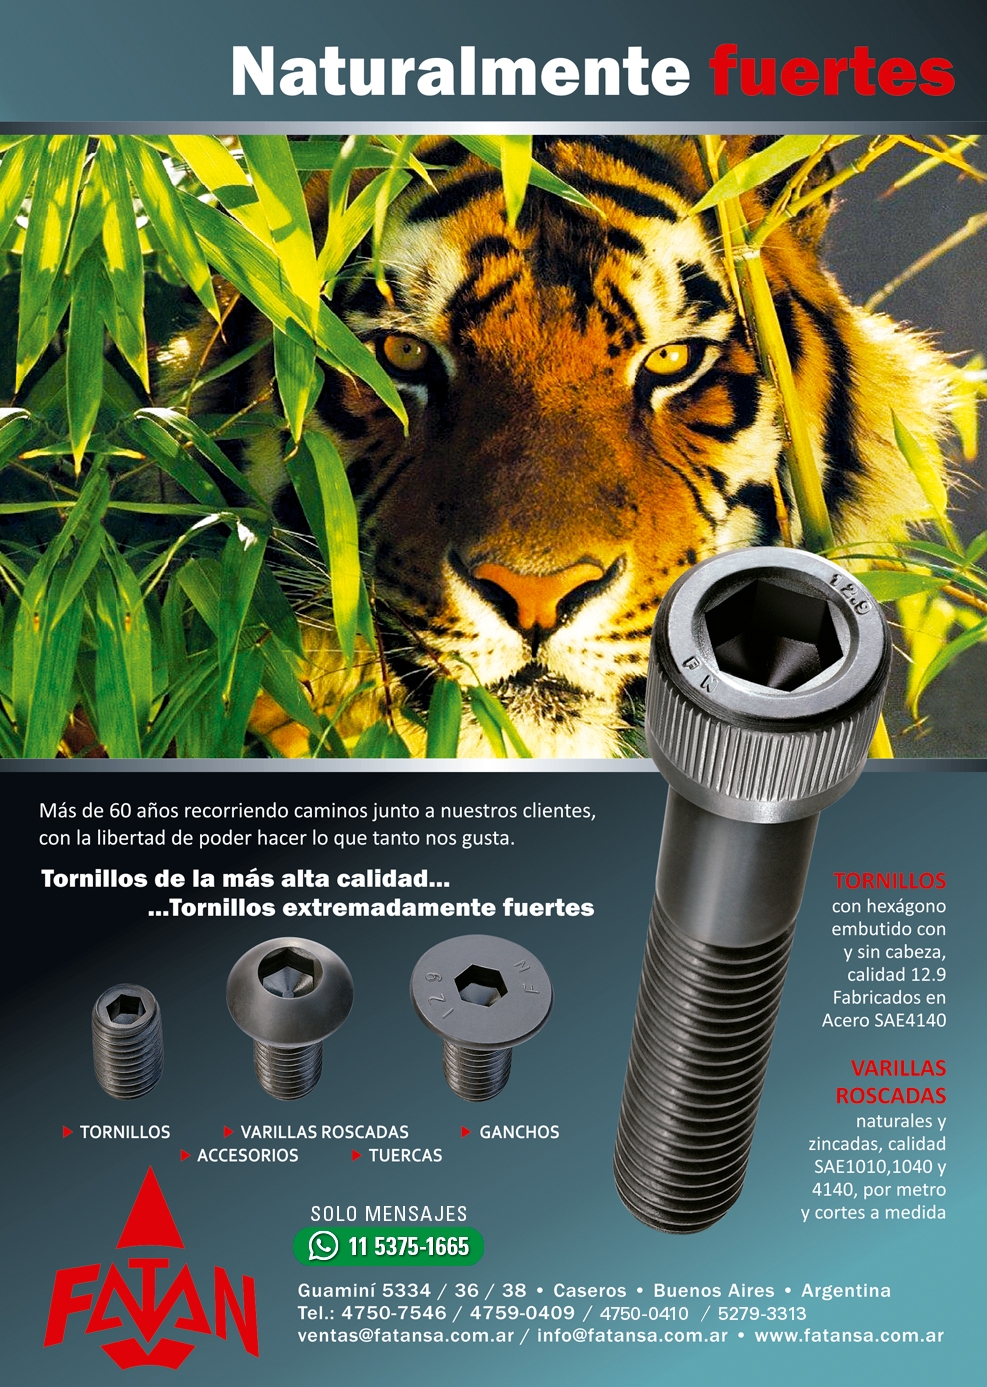 Naturalmente fuertes
12.9
F N
Más de 60 años recorriendo caminos junto a nuestros clientes,
con la libertad de poder hacer lo que tanto nos gusta.
Tornillos de la más alta calidad...
...Tornillos extremadamente fuertes
12 9 F N
TORNILLOS
con hexágono
embutido con
y sin cabeza,
calidad 12.9
Fabricados en
Acero SAE4140
VARILLAS
ROSCADAS
naturales y
zincadas, calidad
SAE1010,1040 y
4140, por metro
y cortes a medida
TORNILLOS VARILLAS ROSCADAS GANCHOS
ACCESORIOS TUERCAS
SOLO MENSAJES
11 5375-1665
FATAN
Guaminí 5334 / 36 / 38 • Caseros • Buenos Aires • Argentina
Tel.: 4750-7546 / 4759-0409 / 4750-0410 / 5279-3313
ventas@fatansa.com.ar / info@fatansa.com.ar • www.fatansa.com.ar